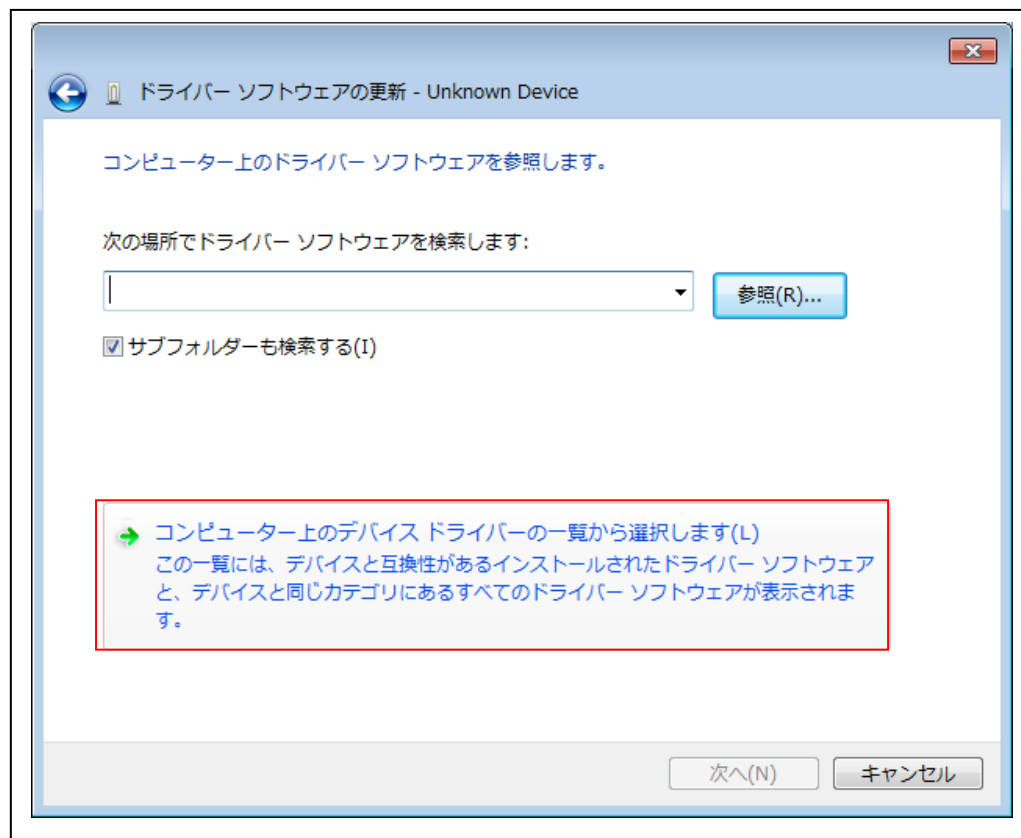 ドライバー ソフトウェアの更新 - Unknown Device
コンピューター上のドライバー ソフトウェアを参照します。
次の場所でドライバー ソフトウェアを検索します:
参照(R)...
サブフォルダーも検索する(I)
コンピューター上のデバイス ドライバーの一覧から選択します(L)
この一覧には、デバイスと互換性があるインストールされたドライバー ソフトウェア
と、デバイスと同じカテゴリにあるすべてのドライバー ソフトウェアが表示されま
す。
次へ(N) キャンセル